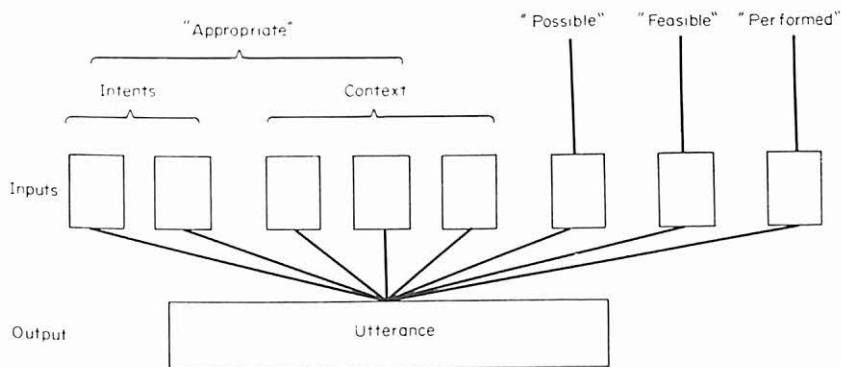 "Appropriate" "Possible" "Feasible" "Performed"
Intents Context
Inputs
Output Utterance